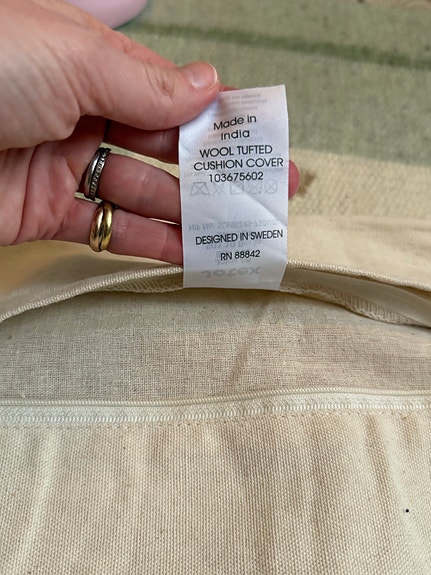 Made in
india
WOOL TUFTED
CUSHION COVER
103675602
DESIGNED IN SWEDEN
RN 88842